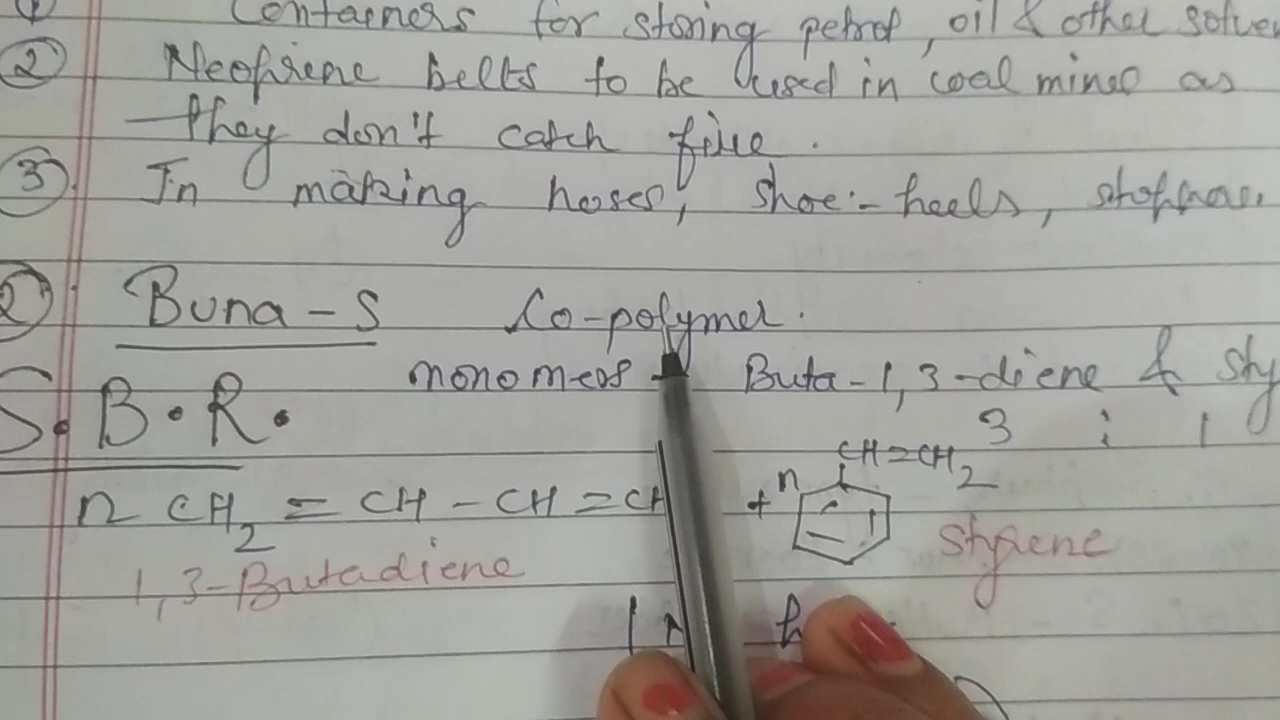 ① Containers for storing petrol, oil & other solven
② Neoprene belts to be used in coal mines as
they don't catch fire.
③ In making hoses, shoe-heels, stoppers.
② Buna-S Co-polymer.
monomers - Buta-1,3-diene & Sty
S.B.R. 3 : 1
n CH2 = CH - CH = CH + n CH=CH2
1,3-Butadiene Styrene